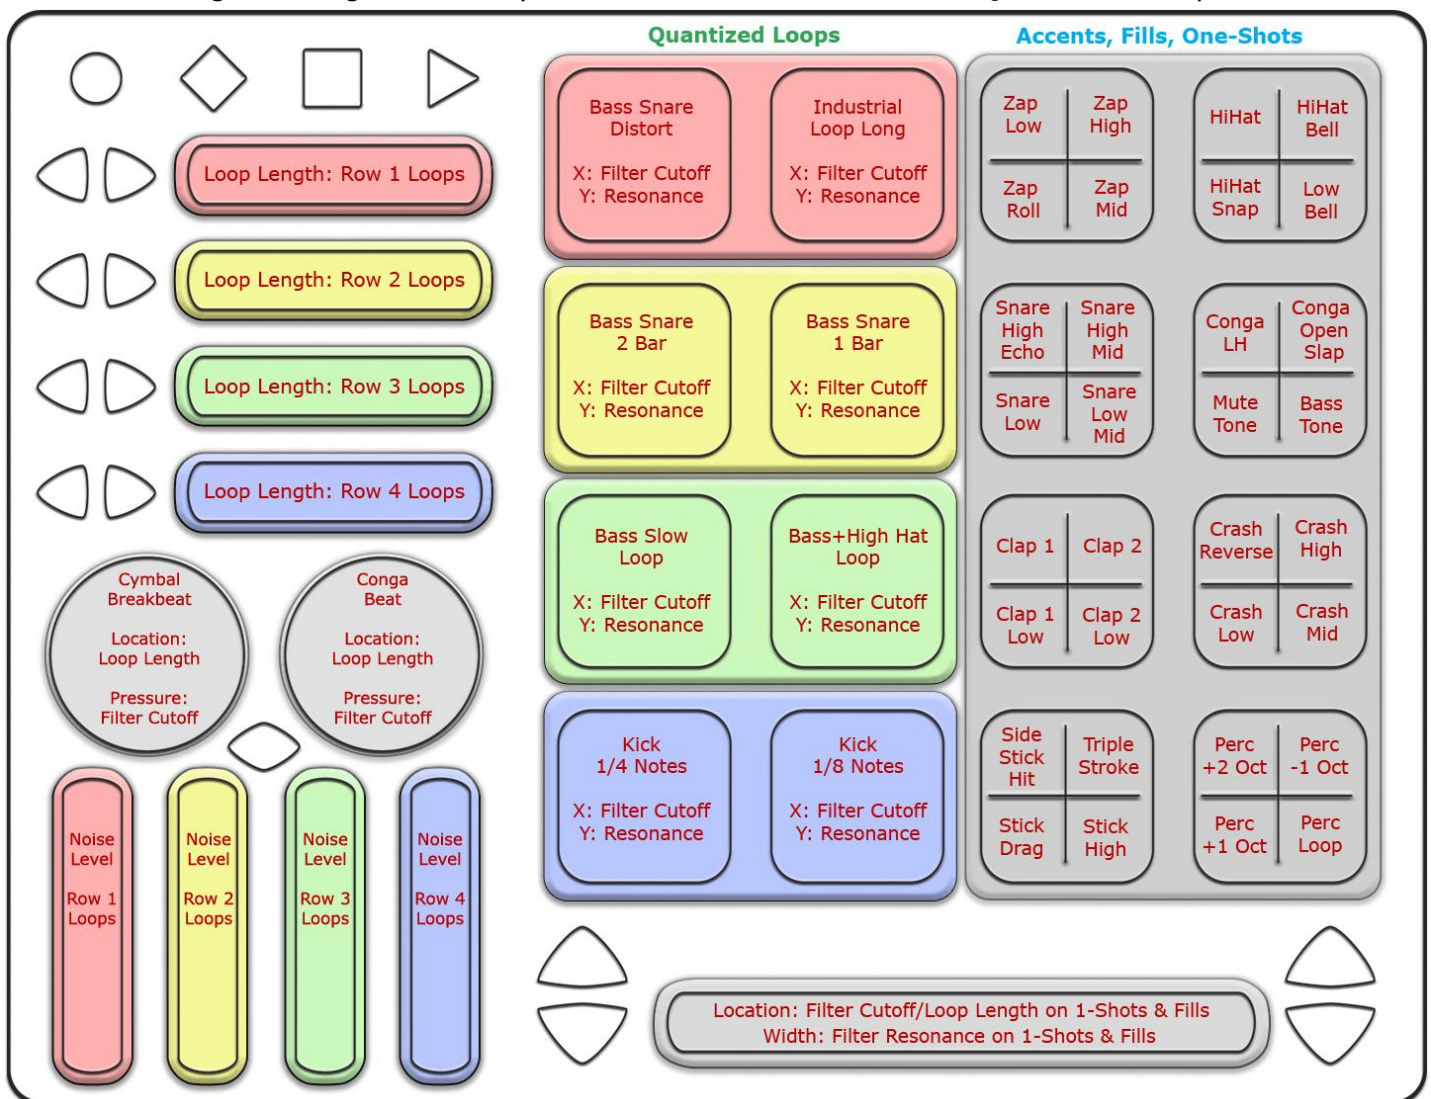 Quantized Loops
Accents, Fills, One-Shots
Loop Length: Row 1 Loops
Loop Length: Row 2 Loops
Loop Length: Row 3 Loops
Loop Length: Row 4 Loops
Cymbal
Breakbeat
Location:
Loop Length
Pressure:
Filter Cutoff
Conga
Beat
Location:
Loop Length
Pressure:
Filter Cutoff
Noise
Level
Row 1
Loops
Noise
Level
Row 2
Loops
Noise
Level
Row 3
Loops
Noise
Level
Row 4
Loops
Bass Snare
Distort
X: Filter Cutoff
Y: Resonance
Industrial
Loop Long
X: Filter Cutoff
Y: Resonance
Bass Snare
2 Bar
X: Filter Cutoff
Y: Resonance
Bass Snare
1 Bar
X: Filter Cutoff
Y: Resonance
Bass Slow
Loop
X: Filter Cutoff
Y: Resonance
Bass+High Hat
Loop
X: Filter Cutoff
Y: Resonance
Kick
1/4 Notes
X: Filter Cutoff
Y: Resonance
Kick
1/8 Notes
X: Filter Cutoff
Y: Resonance
Zap
Low
Zap
High
Zap
Roll
Zap
Mid
HiHat
HiHat
Bell
HiHat
Snap
Low
Bell
Snare
High
Echo
Snare
High
Mid
Snare
Low
Snare
Low
Mid
Conga
LH
Conga
Open
Slap
Mute
Tone
Bass
Tone
Clap 1
Clap 2
Clap 1
Low
Clap 2
Low
Crash
Reverse
Crash
High
Crash
Low
Crash
Mid
Side
Stick
Hit
Triple
Stroke
Stick
Drag
Stick
High
Perc
+2 Oct
Perc
-1 Oct
Perc
+1 Oct
Perc
Loop
Location: Filter Cutoff/Loop Length on 1-Shots & Fills
Width: Filter Resonance on 1-Shots & Fills